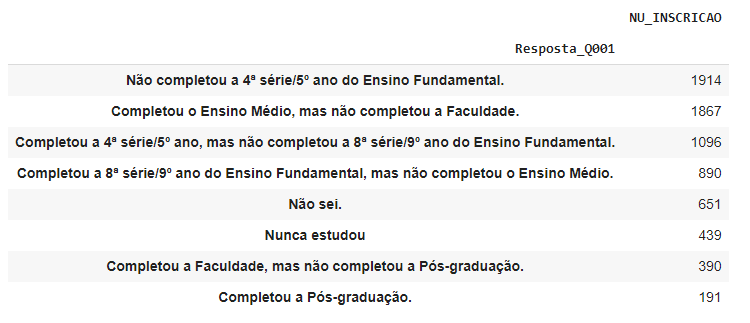 NU_INSCRICAO
Resposta_Q001
Não completou a 4ª série/5º ano do Ensino Fundamental. 1914
Completou o Ensino Médio, mas não completou a Faculdade. 1867
Completou a 4ª série/5º ano, mas não completou a 8ª série/9º ano do Ensino Fundamental. 1096
Completou a 8ª série/9º ano do Ensino Fundamental, mas não completou o Ensino Médio. 890
Não sei. 651
Nunca estudou 439
Completou a Faculdade, mas não completou a Pós-graduação. 390
Completou a Pós-graduação. 191